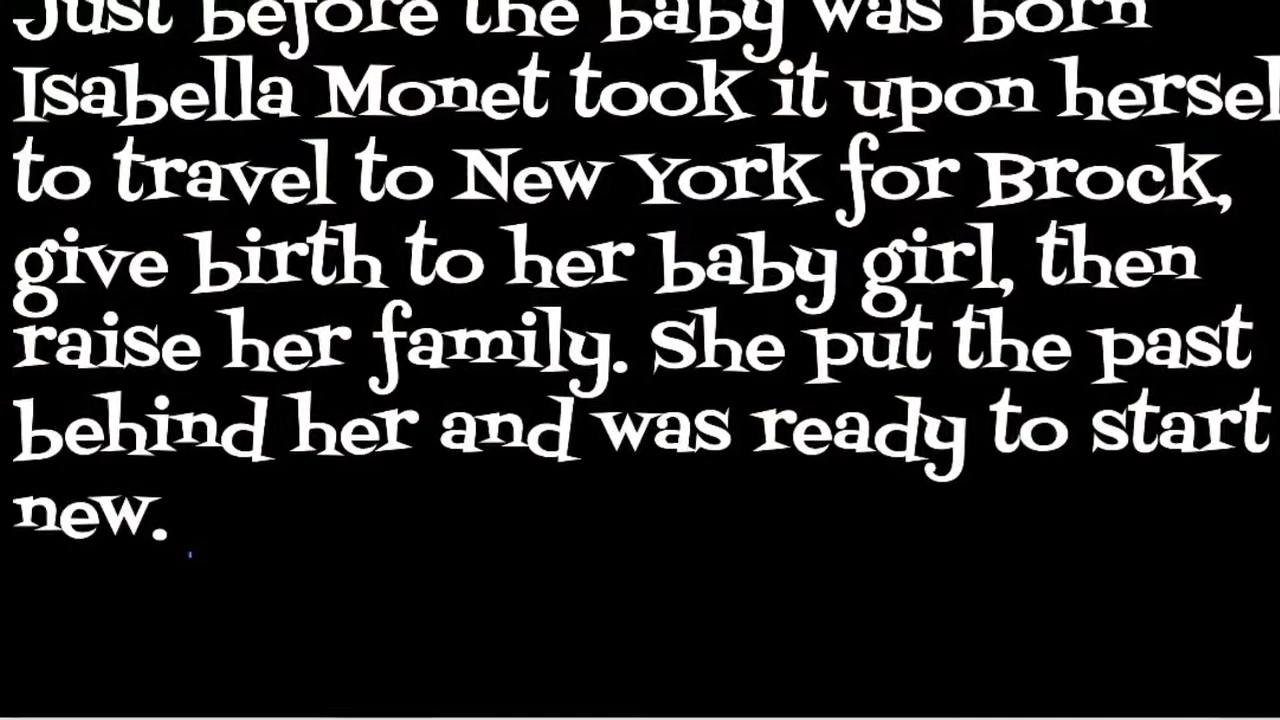 Just before the baby was born
Isabella Monet took it upon hersel
to travel to New York for Brock,
give birth to her baby girl, then
raise her family. She put the past
behind her and was ready to start
new.